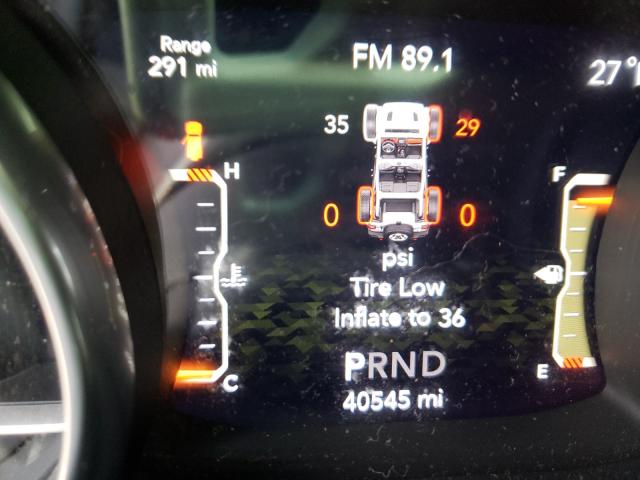 Range
291 mi
FM 89.1
27°
35
29
H
F
0
0
psi
Tire Low
Inflate to 36
C
E
PRND
40545 mi